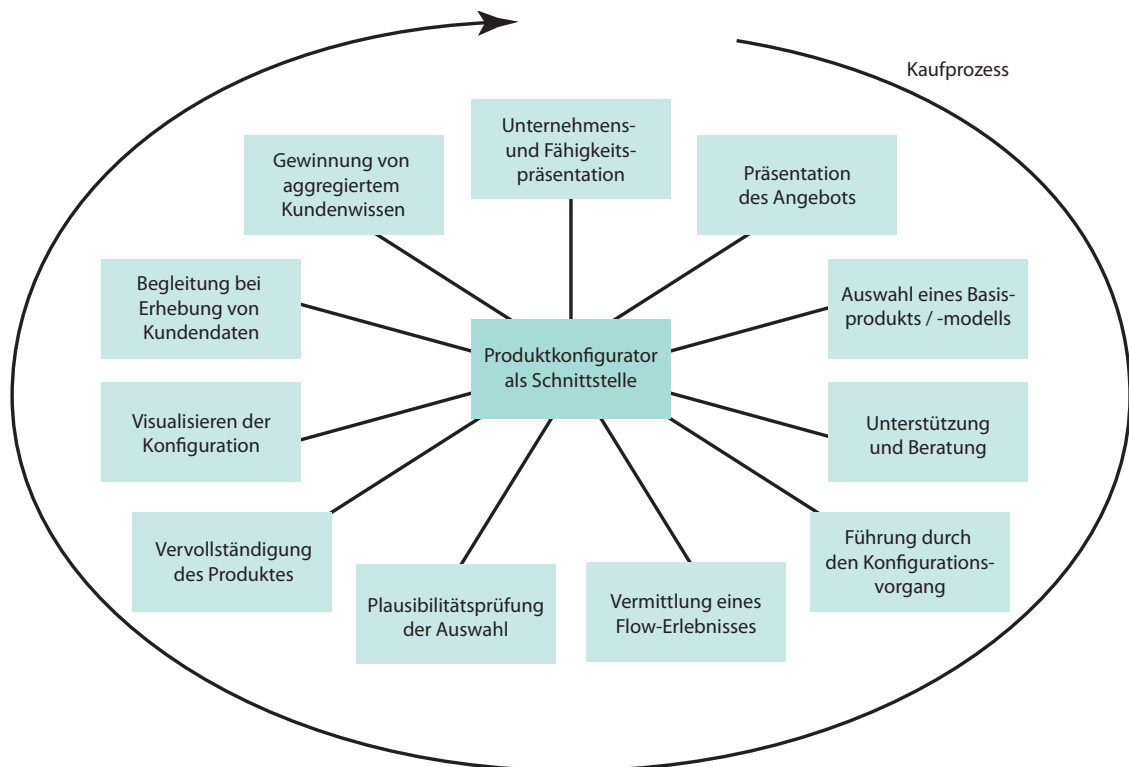 Kaufprozess
Unternehmens-
und Fähigkeits-
präsentation
Präsentation
des Angebots
Auswahl eines Basis-
produkts / -modells
Unterstützung
und Beratung
Führung durch
den Konfigurations-
vorgang
Vermittlung eines
Flow-Erlebnisses
Plausibilitätsprüfung
der Auswahl
Vervollständigung
des Produktes
Visualisieren der
Konfiguration
Begleitung bei
Erhebung von
Kundendaten
Gewinnung von
aggregiertem
Kundenwissen
Produktkonfigurator
als Schnittstelle